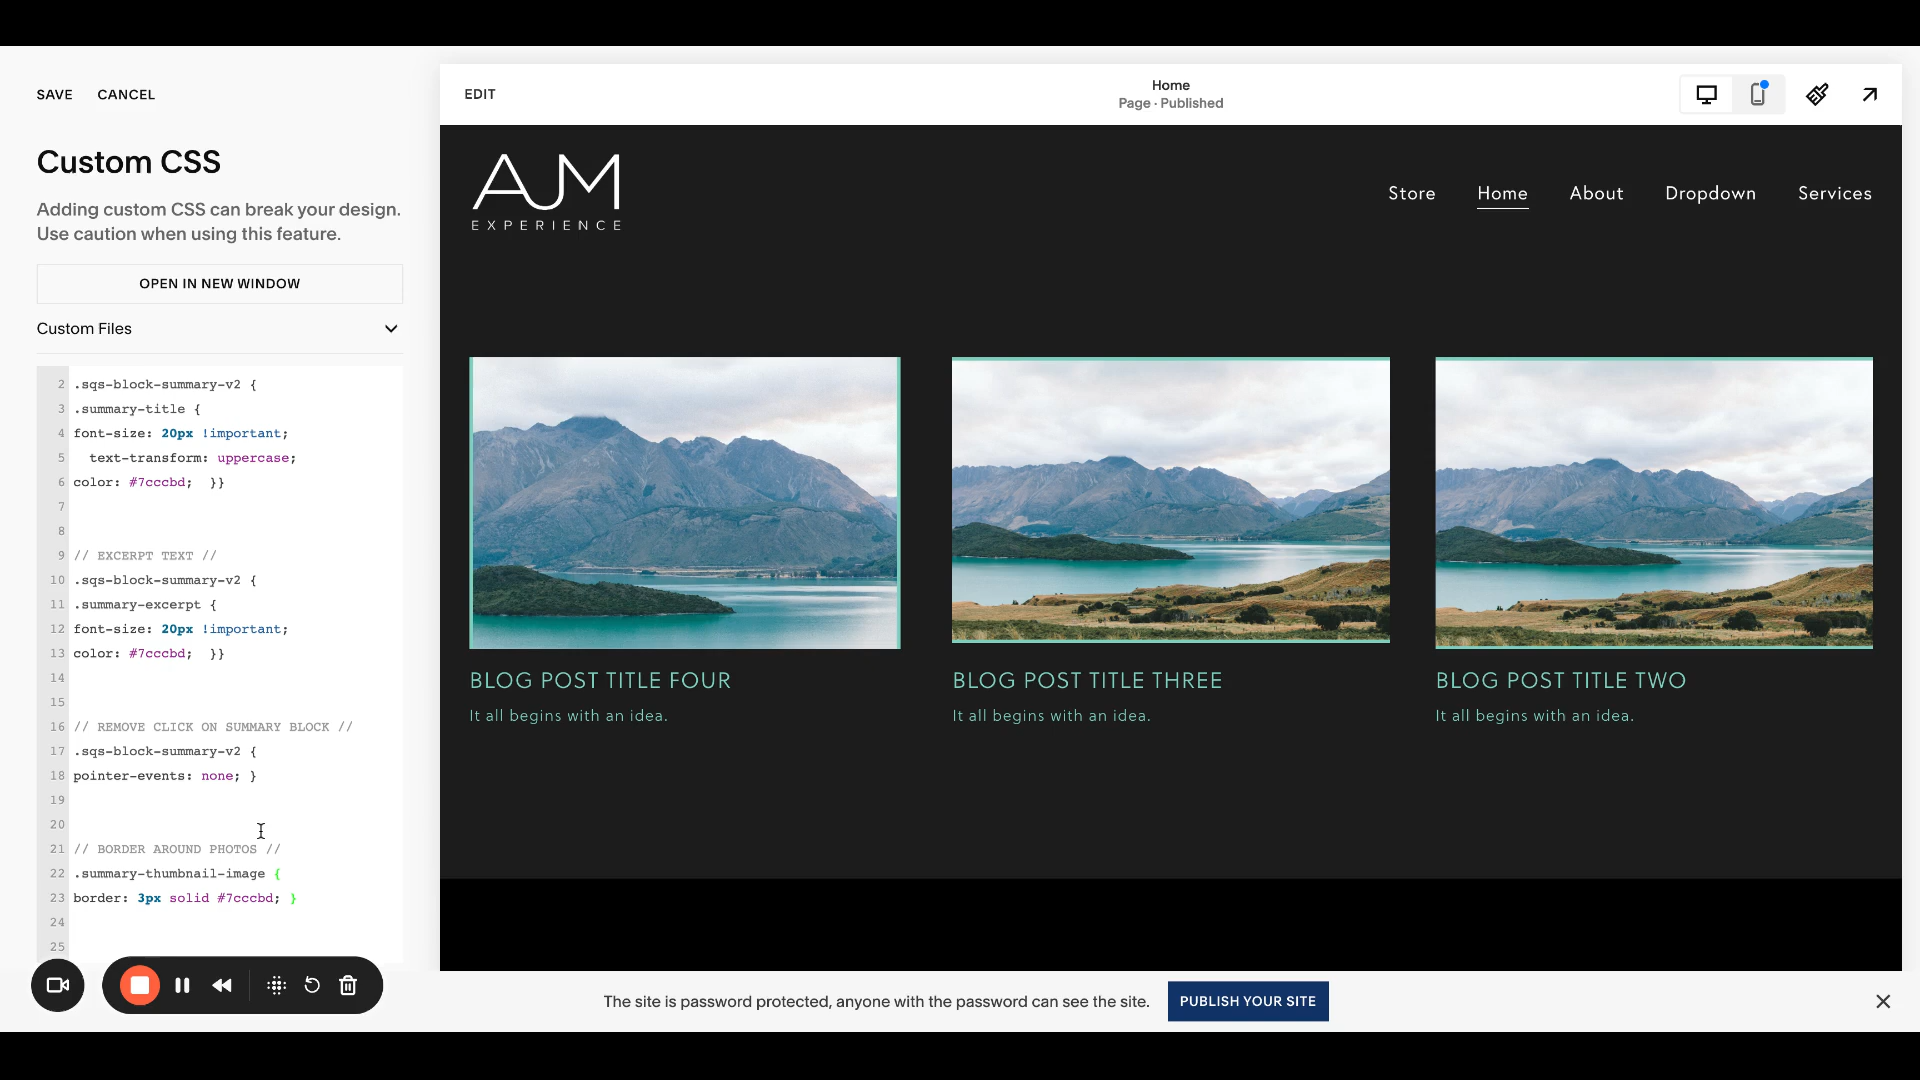 SAVE CANCEL
Custom CSS
Adding custom CSS can break your design.
Use caution when using this feature.
OPEN IN NEW WINDOW
Custom Files
2 .sqs-block-summary-v2 {
3 .summary-title {
4 font-size: 20px !important;
5 text-transform: uppercase;
6 color: #7cccbd; }}
7
8
9 // EXCERPT TEXT //
10 .sqs-block-summary-v2 {
11 .summary-excerpt {
12 font-size: 20px !important;
13 color: #7cccbd; }}
14
15
16 // REMOVE CLICK ON SUMMARY BLOCK //
17 .sqs-block-summary-v2 {
18 pointer-events: none; }
19
20
21 // BORDER AROUND PHOTOS //
22 .summary-thumbnail-image {
23 border: 3px solid #7cccbd; }
24
25
EDIT
Home
Page · Published
AJM
EXPERIENCE
Store Home About Dropdown Services
BLOG POST TITLE FOUR
It all begins with an idea.
BLOG POST TITLE THREE
It all begins with an idea.
BLOG POST TITLE TWO
It all begins with an idea.
The site is password protected, anyone with the password can see the site. PUBLISH YOUR SITE